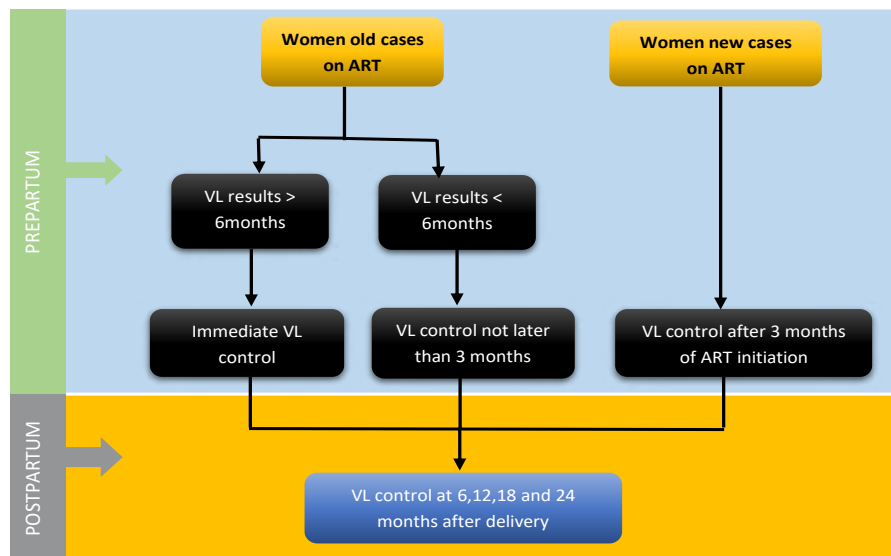 PREPARTUM
Women old cases
on ART
Women new cases
on ART
VL results >
6months
VL results <
6months
Immediate VL
control
VL control not later
than 3 months
VL control after 3 months
of ART initiation
POSTPARTUM
VL control at 6,12,18 and 24
months after delivery